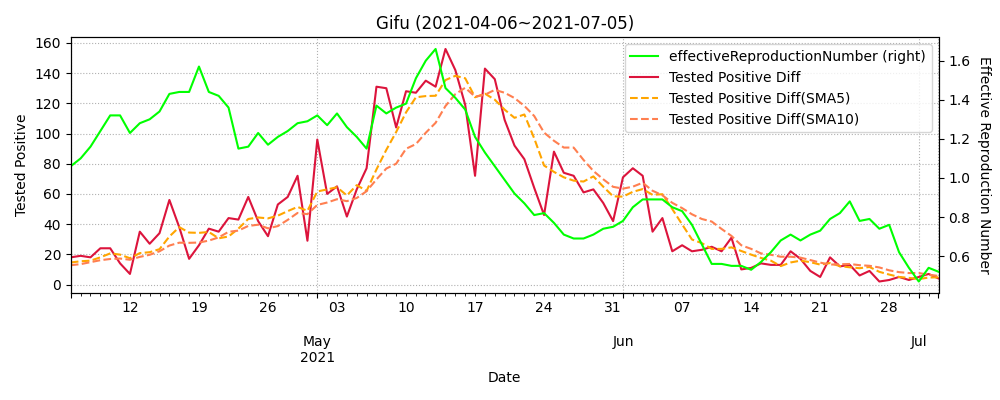 Gifu (2021-04-06~2021-07-05)
effectiveReproductionNumber (right)
Tested Positive Diff
Tested Positive Diff(SMA5)
Tested Positive Diff(SMA10)
Tested Positive
160
140
120
100
80
60
40
20
0
1.6
1.4
1.2
1.0
0.8
0.6
Effective Reproduction Number
12 19 26 03 10 17 24 31 07 14 21 28
May Jun Jul
2021
Date